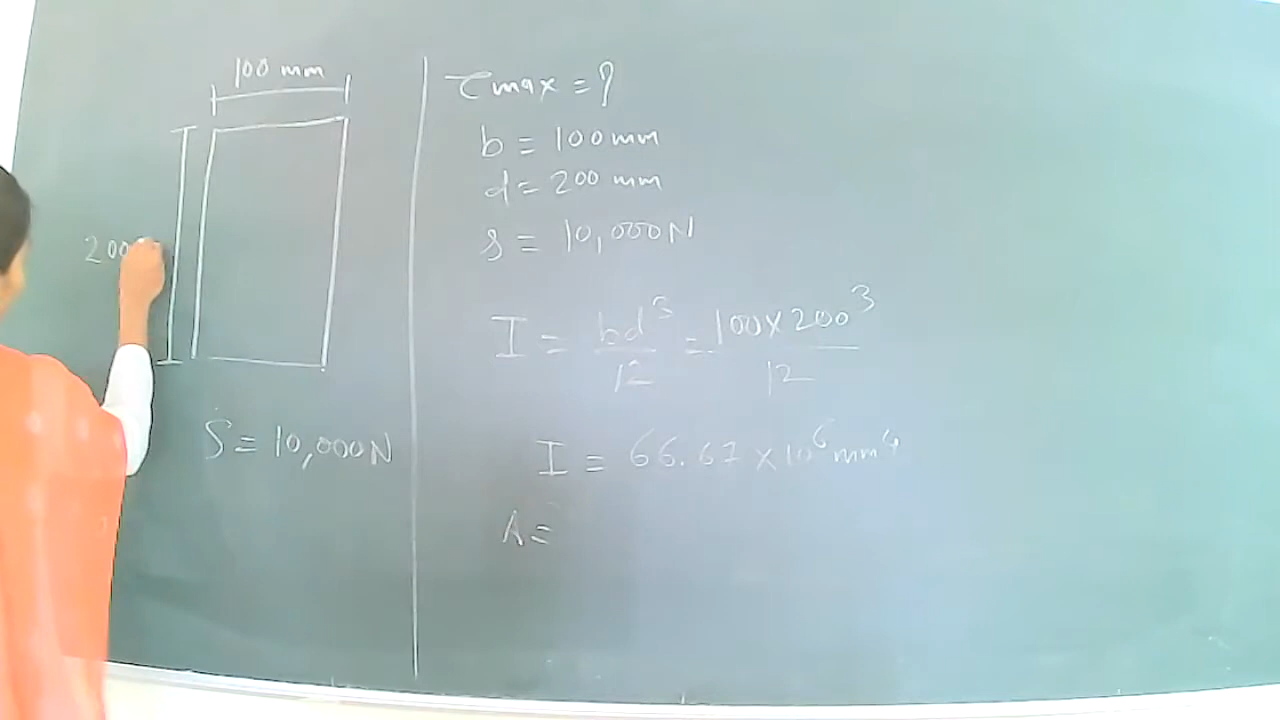 100 mm
200
S = 10,000N
τmax = ?
b = 100mm
d = 200 mm
s = 10,000N
I = bd³/12 = 100×200³/12
I = 66.67 × 10⁶ mm⁴
A =